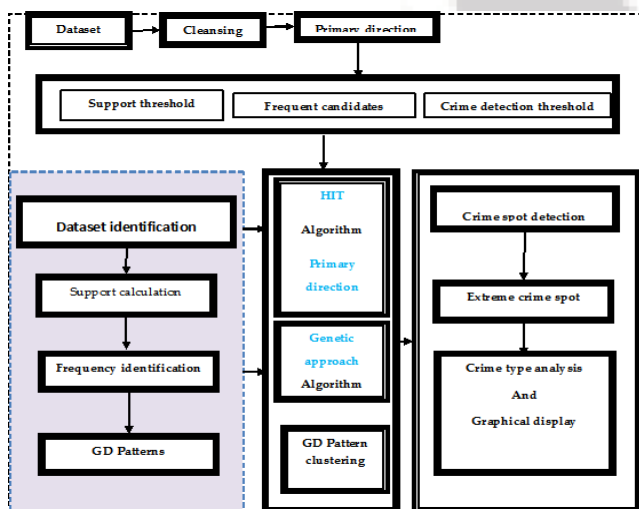 Dataset
Cleansing
Primary direction
Support threshold
Frequent candidates
Crime detection threshold
Dataset identification
Support calculation
Frequency identification
GD Patterns
HIT
Algorithm
Primary
direction
Genetic
approach
Algorithm
GD Pattern
clustering
Crime spot detection
Extreme crime spot
Crime type analysis
And
Graphical display